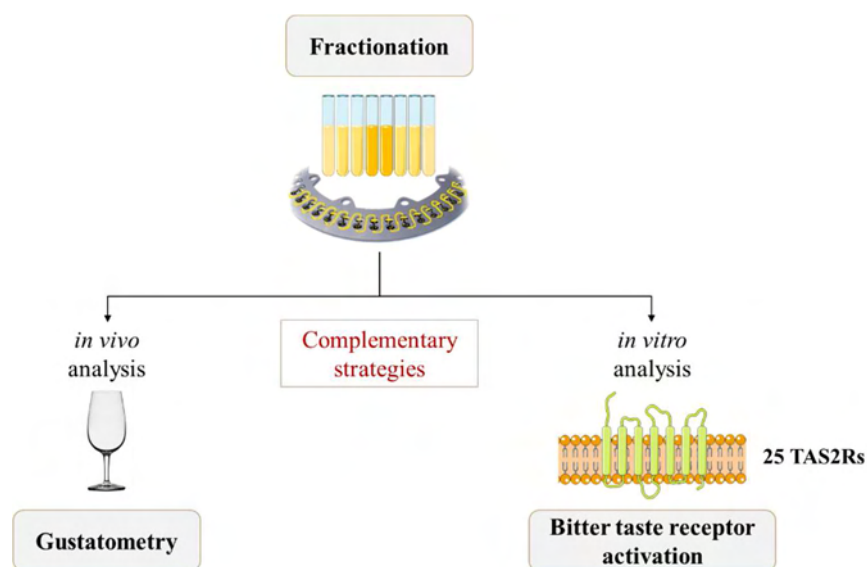 Fractionation
in vivo
analysis
Complementary
strategies
in vitro
analysis
25 TAS2Rs
Gustatometry
Bitter taste receptor
activation